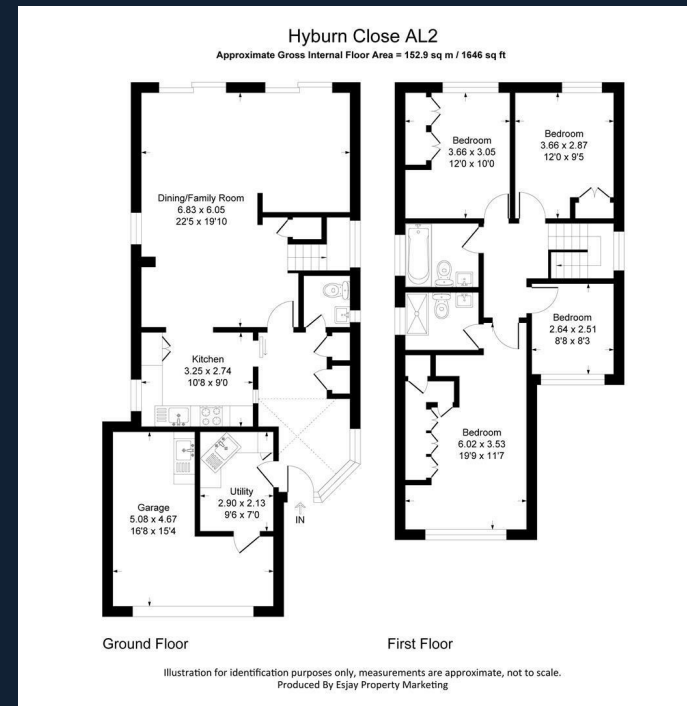 Hyburn Close AL2
Approximate Gross Internal Floor Area = 152.9 sq m / 1646 sq ft
Dining/Family Room
6.83 x 6.05
22'5 x 19'10
Kitchen
3.25 x 2.74
10'8 x 9'0
Garage
5.08 x 4.67
16'8 x 15'4
Utility
2.90 x 2.13
9'6 x 7'0
IN
Bedroom
3.66 x 3.05
12'0 x 10'0
Bedroom
3.66 x 2.87
12'0 x 9'5
Bedroom
2.64 x 2.51
8'8 x 8'3
Bedroom
6.02 x 3.53
19'9 x 11'7
Ground Floor
First Floor
Illustration for identification purposes only, measurements are approximate, not to scale.
Produced By Esjay Property Marketing